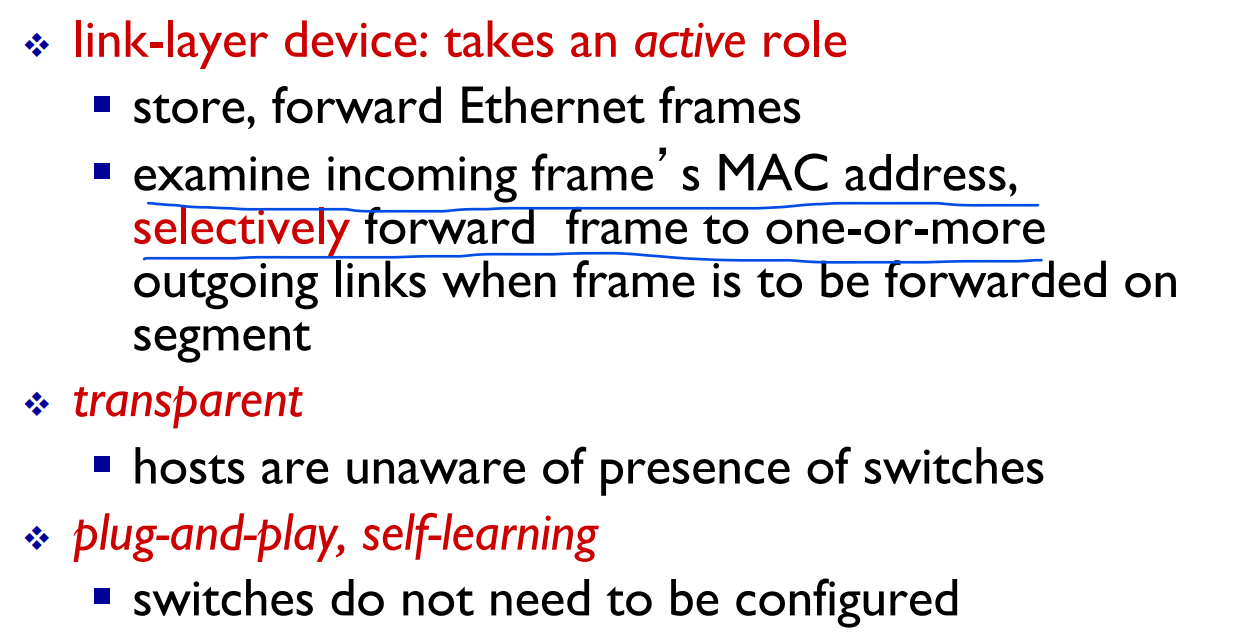 link-layer device: takes an active role
store, forward Ethernet frames
examine incoming frame's MAC address,
selectively forward frame to one-or-more
outgoing links when frame is to be forwarded on
segment
transparent
hosts are unaware of presence of switches
plug-and-play, self-learning
switches do not need to be configured